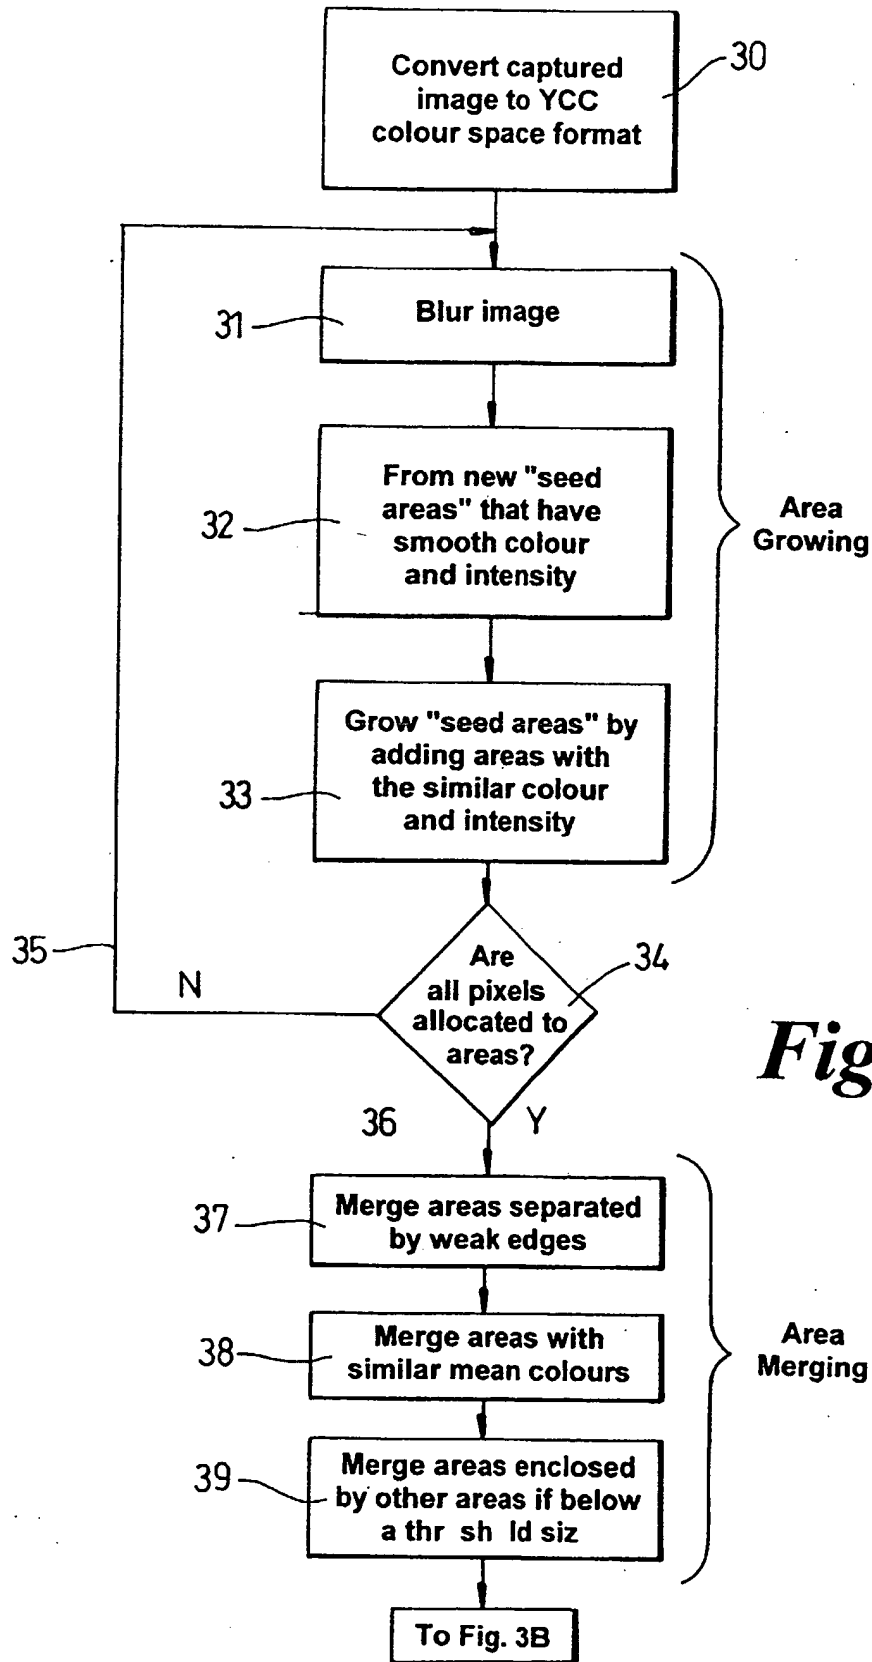 Convert captured
image to YCC
colour space format
30
Blur image
31
From new "seed
areas" that have
smooth colour
and intensity
32
Area
Growing
Grow "seed areas" by
adding areas with
the similar colour
and intensity
33
Are
all pixels
allocated to
areas?
34
35
N
Fig
36
Y
Merge areas separated
by weak edges
37
Merge areas with
similar mean colours
38
Area
Merging
Merge areas enclosed
by other areas if below
a thr sh ld siz
39
To Fig. 3B